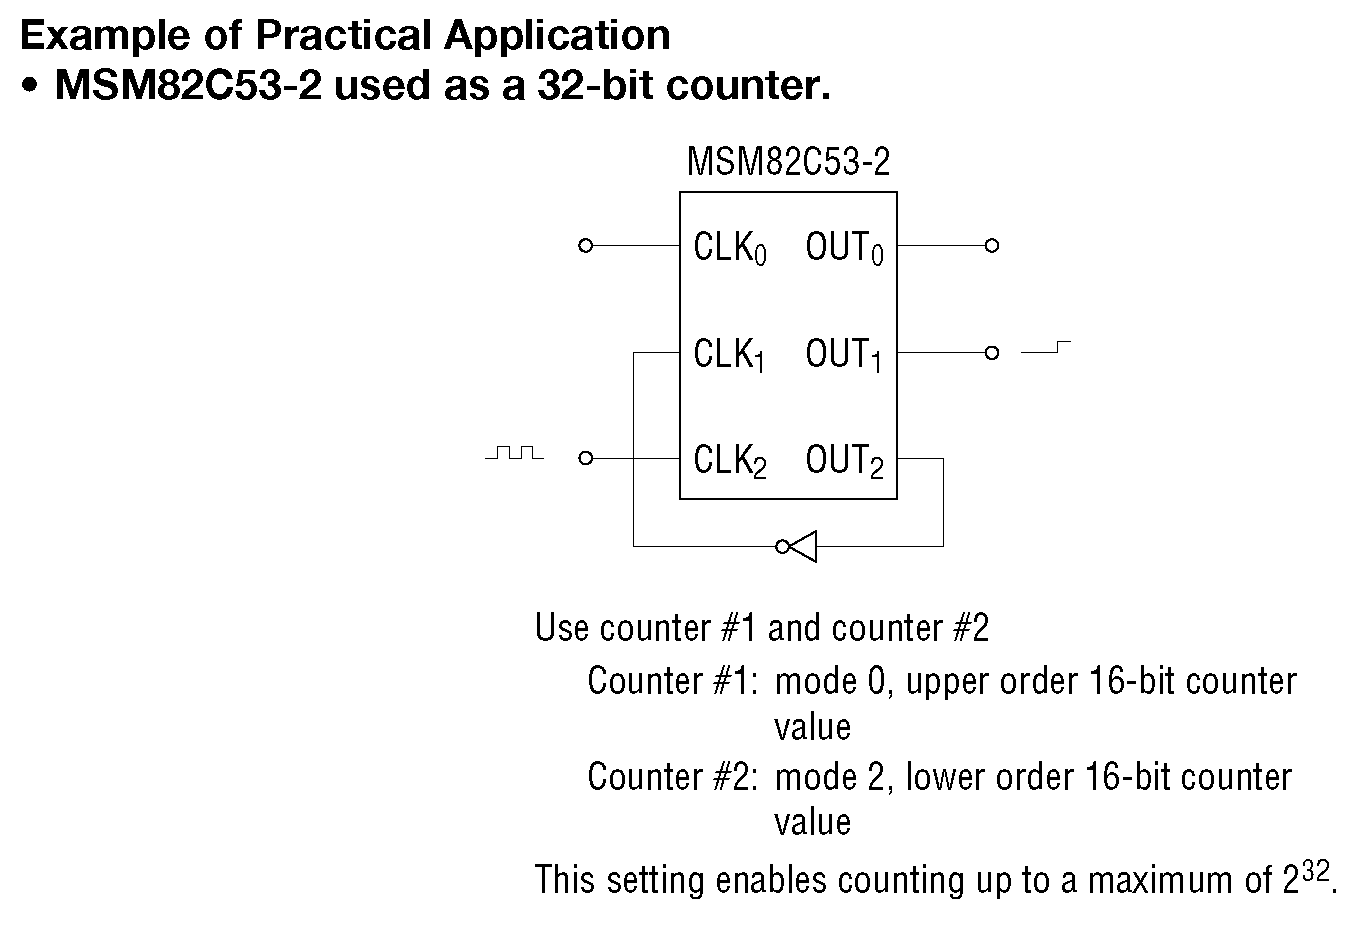 Example of Practical Application
• MSM82C53-2 used as a 32-bit counter.
MSM82C53-2
CLK₀ OUT₀
CLK₁ OUT₁
CLK₂ OUT₂
Use counter #1 and counter #2
Counter #1: mode 0, upper order 16-bit counter
value
Counter #2: mode 2, lower order 16-bit counter
value
This setting enables counting up to a maximum of 2³².